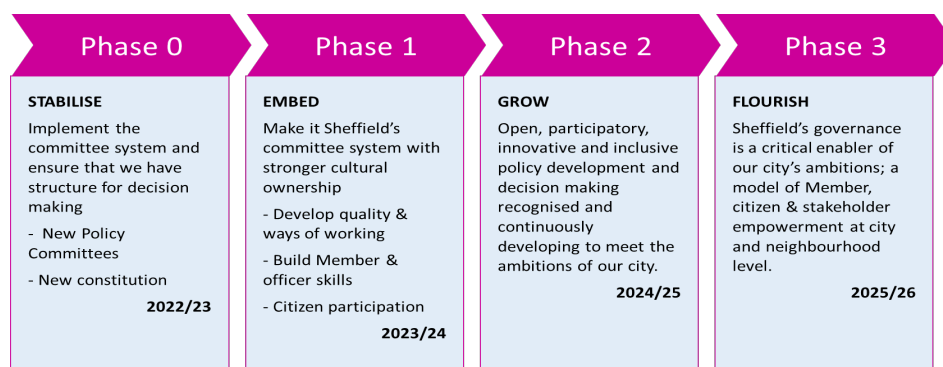 Phase 0
STABILISE
Implement the
committee system and
ensure that we have
structure for decision
making
- New Policy
Committees
- New constitution
2022/23
Phase 1
EMBED
Make it Sheffield's
committee system with
stronger cultural
ownership
- Develop quality &
ways of working
- Build Member &
officer skills
- Citizen participation
2023/24
Phase 2
GROW
Open, participatory,
innovative and inclusive
policy development and
decision making
recognised and
continuously
developing to meet the
ambitions of our city.
2024/25
Phase 3
FLOURISH
Sheffield's governance
is a critical enabler of
our city's ambitions; a
model of Member,
citizen & stakeholder
empowerment at city
and neighbourhood
level.
2025/26